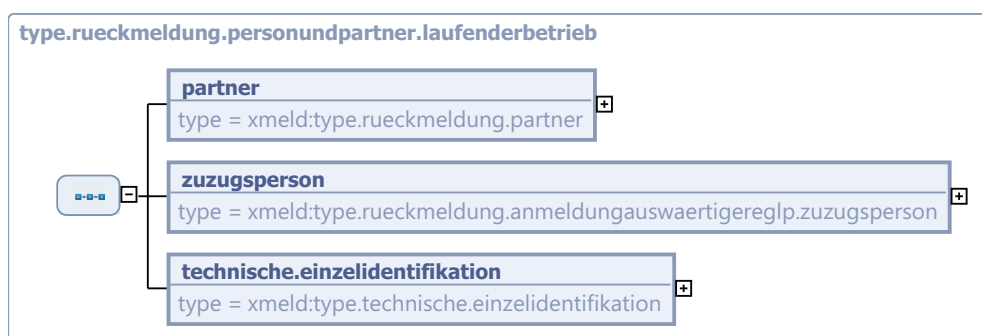 type.rueckmeldung.personundpartner.laufenderbetrieb
partner
type = xmeld:type.rueckmeldung.partner
zuzugsperson
type = xmeld:type.rueckmeldung.anmeldungauswaertigereglp.zuzugsperson
technische.einzelidentifikation
type = xmeld:type.technische.einzelidentifikation